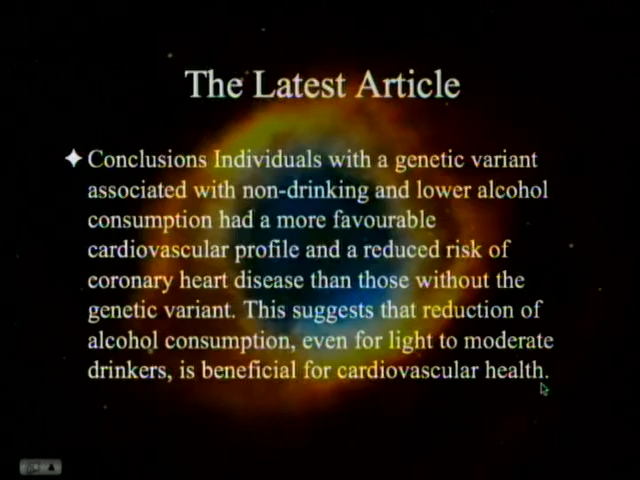 The Latest Article
Conclusions Individuals with a genetic variant
associated with non-drinking and lower alcohol
consumption had a more favourable
cardiovascular profile and a reduced risk of
coronary heart disease than those without the
genetic variant. This suggests that reduction of
alcohol consumption, even for light to moderate
drinkers, is beneficial for cardiovascular health.